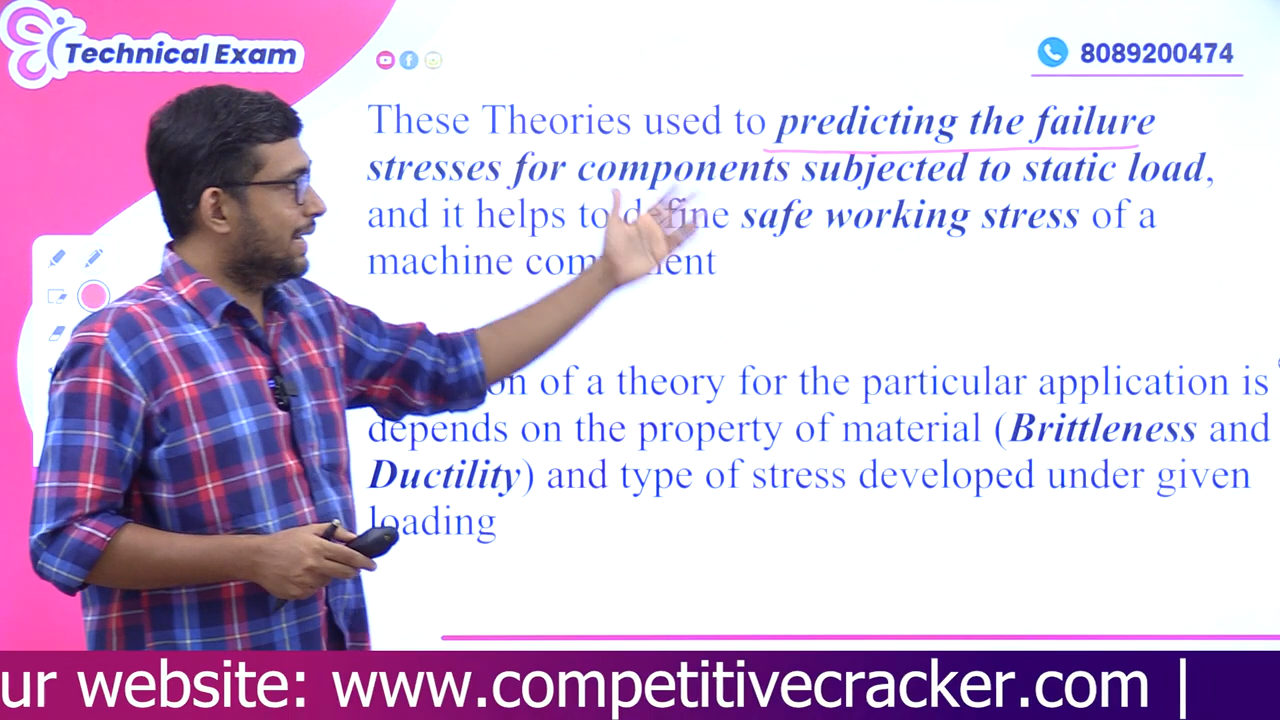 Technical Exam
8089200474
These Theories used to predicting the failure
stresses for components subjected to static load,
and it helps to define safe working stress of a
machine component
of a theory for the particular application is
depends on the property of material (Brittleness and
Ductility) and type of stress developed under given
loading
ur website: www.competitivecracker.com |